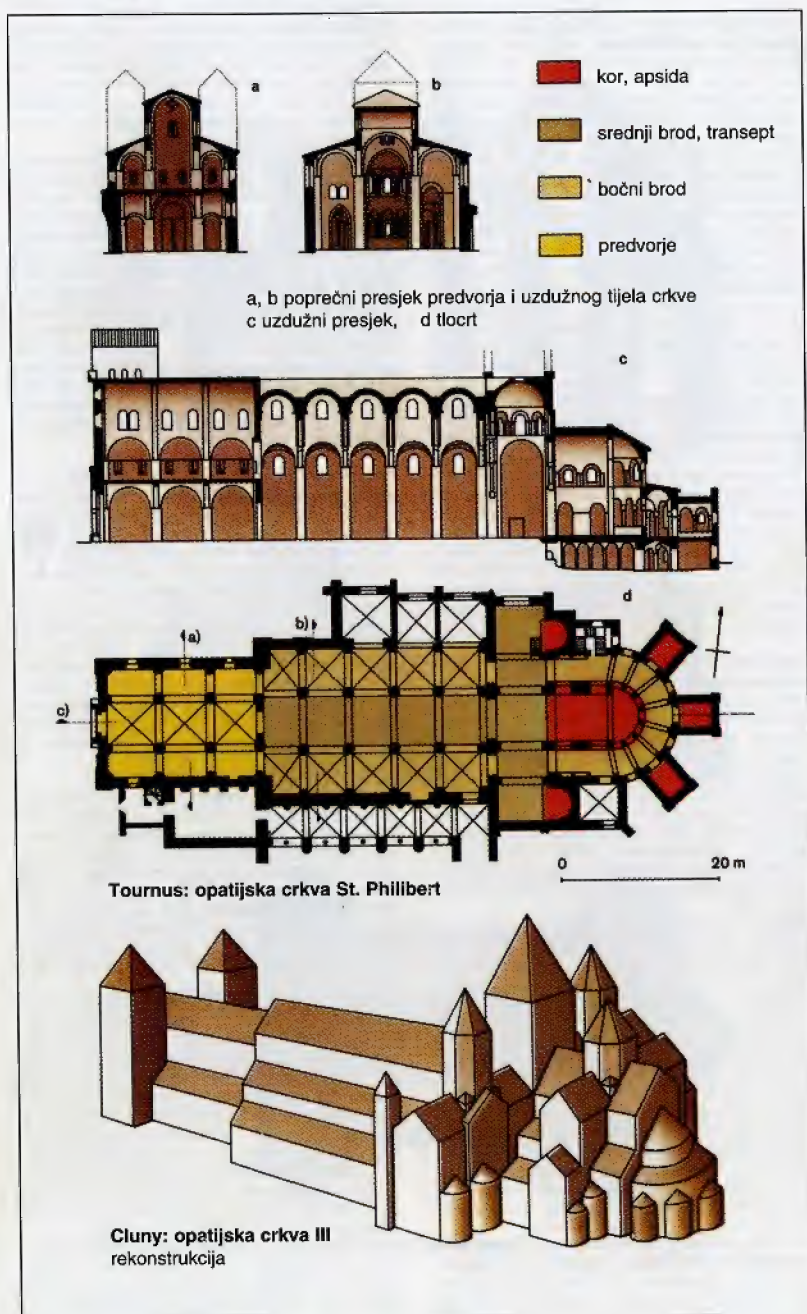 a
b
kor, apsida
srednji brod, transept
bočni brod
predvorje
a, b poprečni presjek predvorja i uzdužnog tijela crkve
c uzdužni presjek, d tlocrt
c
d
a)
b)
c)
0 20 m
Tournus: opatijska crkva St. Philibert
Cluny: opatijska crkva III
rekonstrukcija